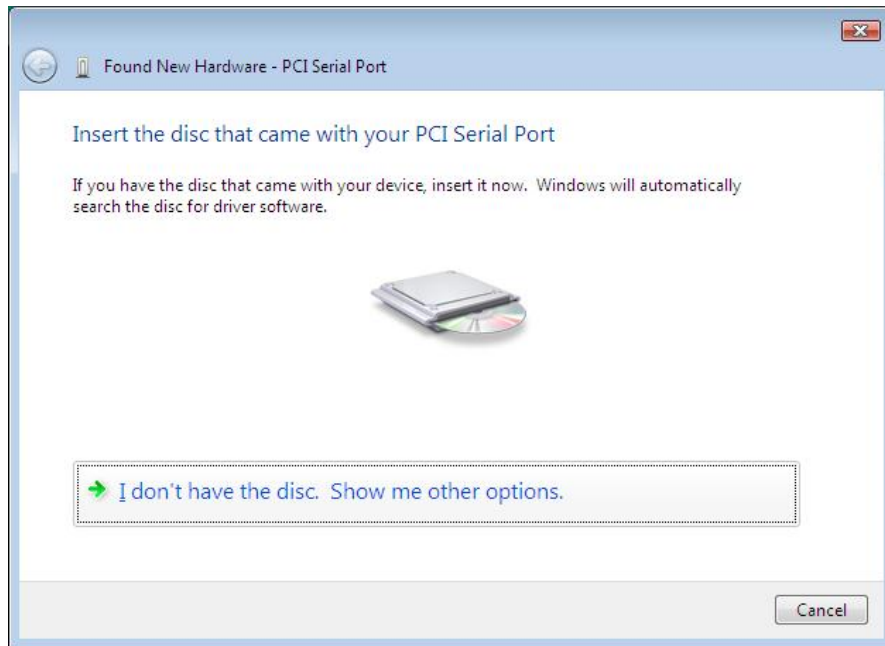 Found New Hardware - PCI Serial Port
Insert the disc that came with your PCI Serial Port
If you have the disc that came with your device, insert it now.  Windows will automatically
search the disc for driver software.
I don't have the disc.  Show me other options.
Cancel